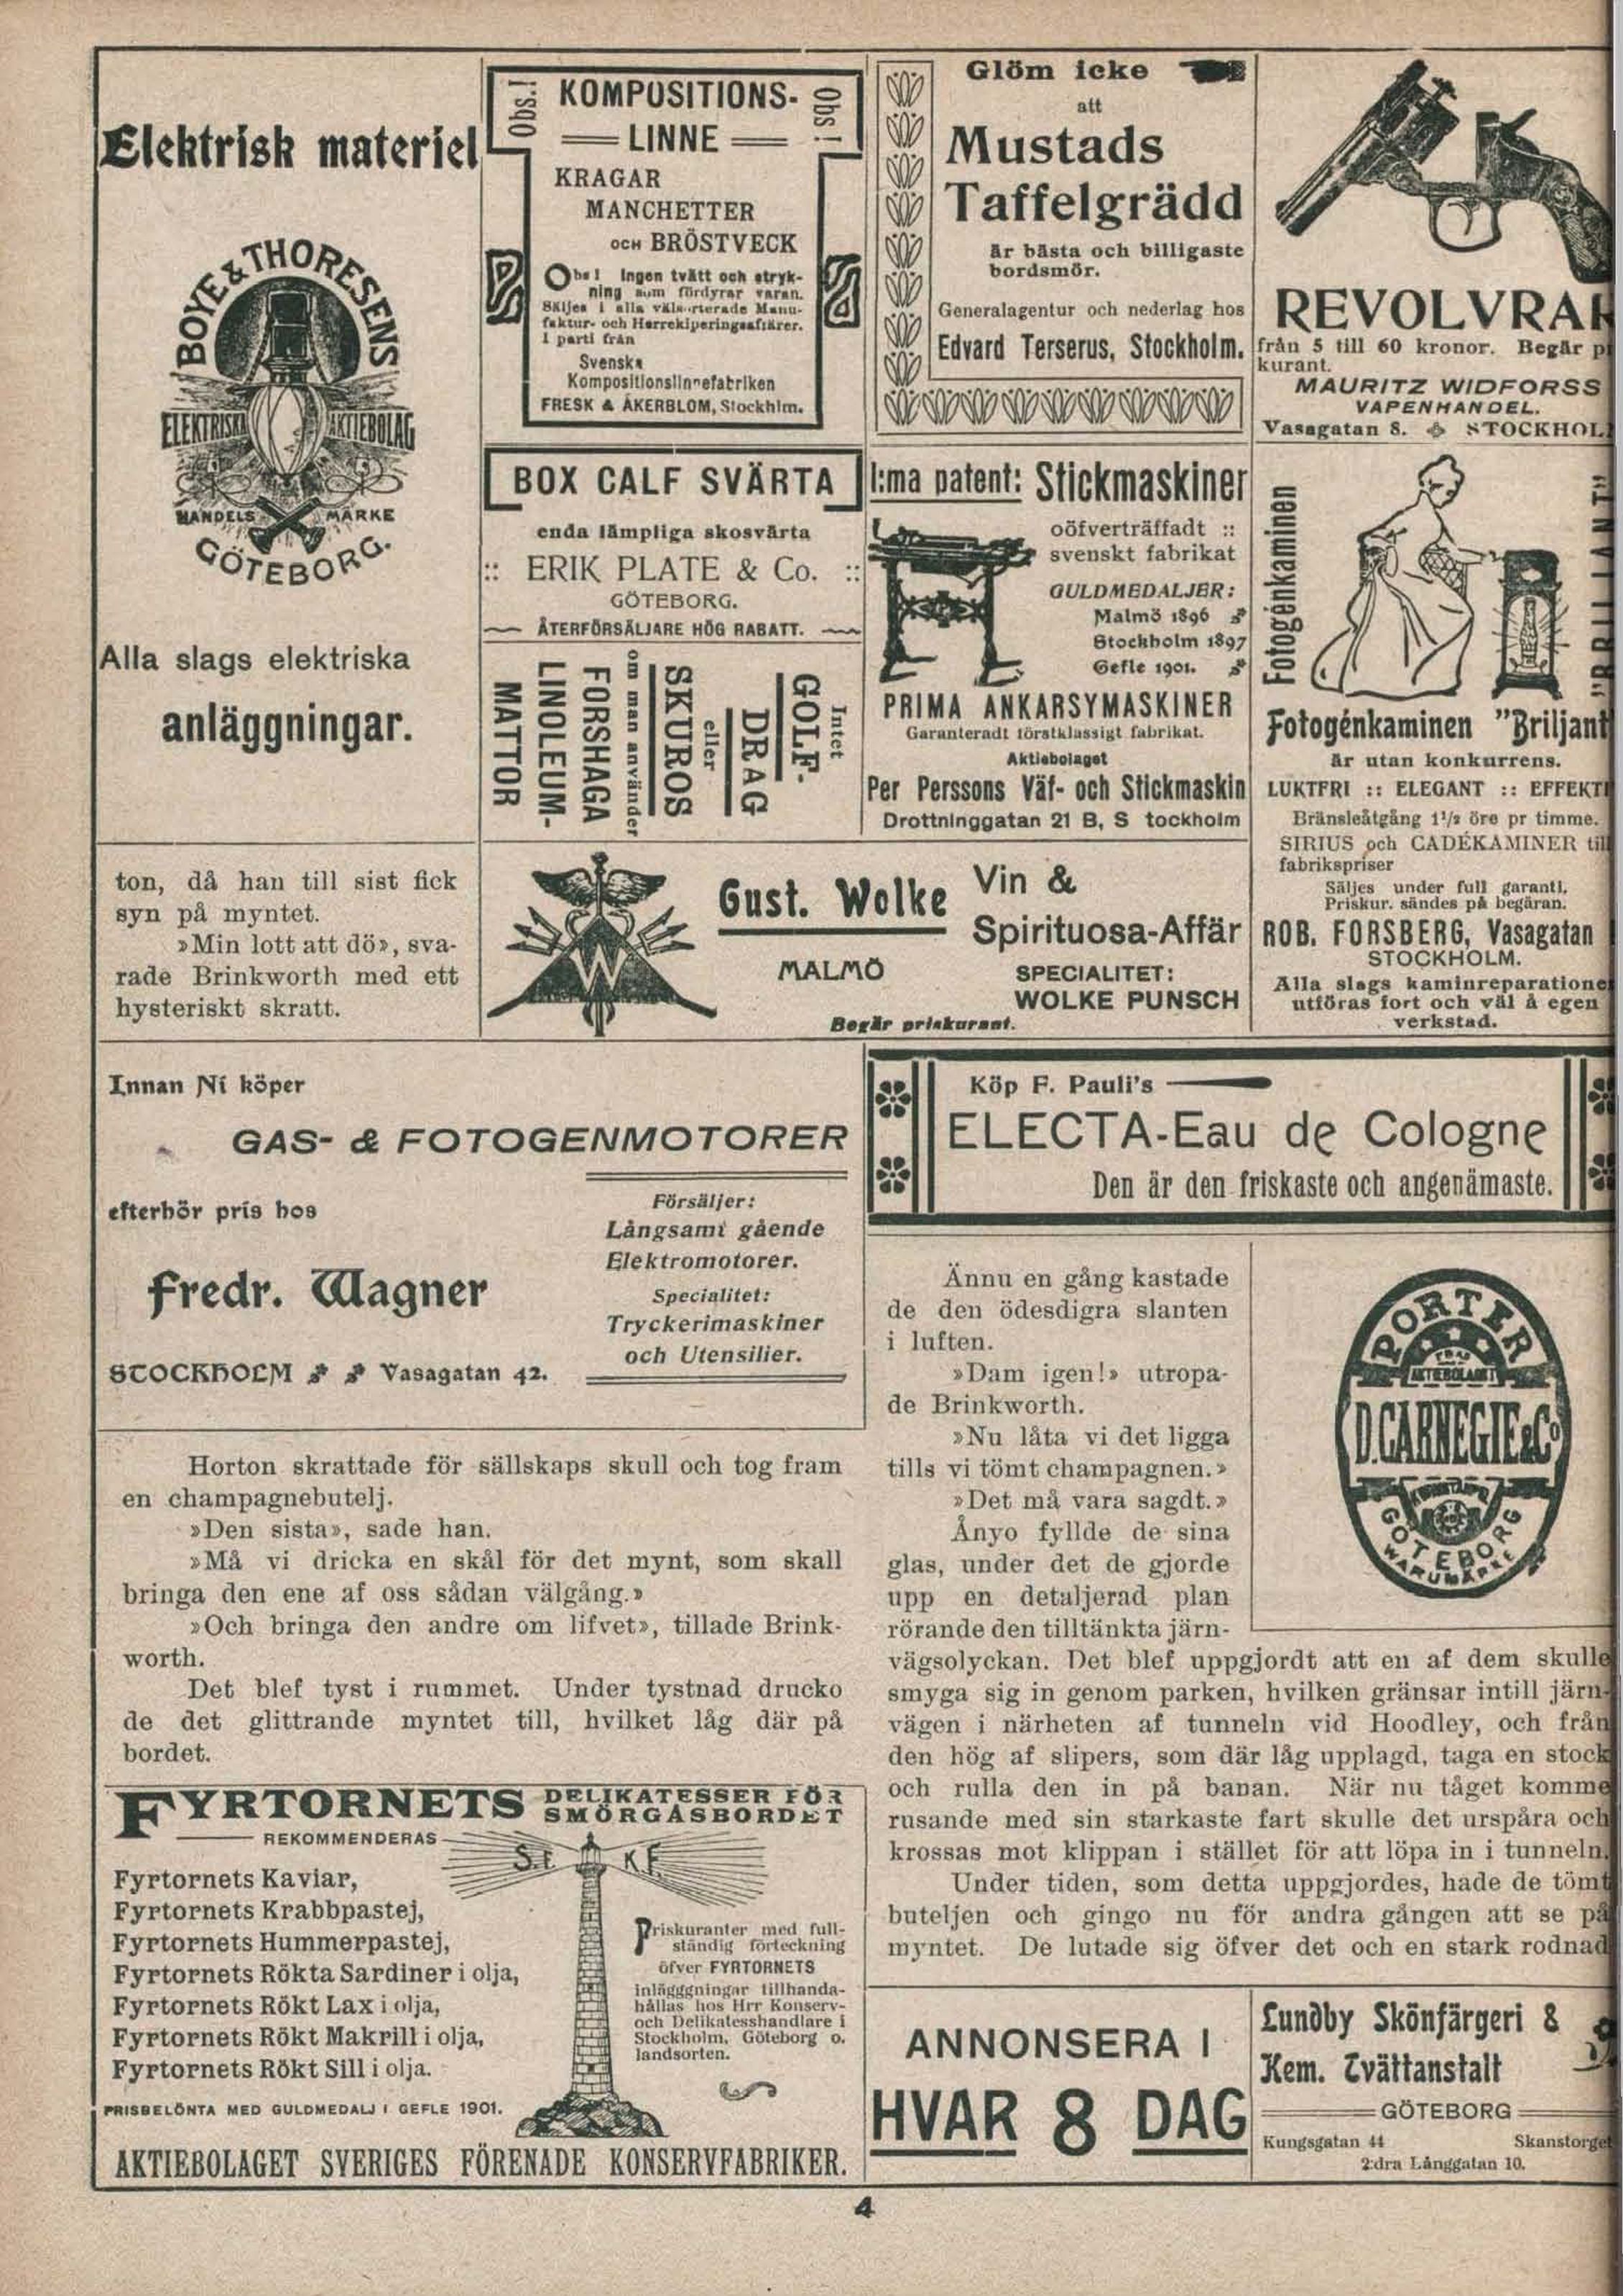 Elektrisk materiel
BOYE & THORESENS
ELEKTRISKA AKTIEBOLAG
HANDELS MÄRKE
GÖTEBORG.
Alla slags elektriska
anläggningar.
Obs.!
KOMPOSITIONS-
LINNE
Obs!
KRAGAR
MANCHETTER
OCH BRÖSTVECK
Obs! Ingen tvätt och stryk-
ning som fördyrar varan.
Säljes i alla välsorterade Manu-
faktur- och Herrekiperingsaffärer.
I parti från
Svenska
Kompositionslinnefabriken
FRESK & ÅKERBLOM, Stockhlm.
Glöm icke
att
Mustads
Taffelgrädd
är bästa och billigaste
bordsmör.
Generalagentur och nederlag hos
Edvard Terserus, Stockholm.
REVOLVRAR
från 5 till 60 kronor. Begär p
kurant.
MAURITZ WIDFORSS
VAPENHANDEL.
Vasagatan 8. STOCKHOL
BOX CALF SVÄRTA
enda lämpliga skosvärta
:: ERIK PLATE & Co. ::
GÖTEBORG.
ÅTERFÖRSÄLJARE HÖG RABATT.
Intet
GOLF-
DRAG
eller
SKUROS
om man använder
FORSHAGA
LINOLEUM-
MATTOR
I:ma patent: Stickmaskiner
oöfverträffadt ::
svenskt fabrikat
GULDMEDALJER:
Malmö 1896
Stockholm 1897
Gefle 1901.
PRIMA ANKARSYMASKINER
Garanteradt förstklassigt fabrikat.
Aktiebolaget
Per Perssons Väf- och Stickmaskin
Drottninggatan 21 B, S tockholm
Fotogénkaminen
"BRILLIANT"
Fotogénkaminen "Briljant
är utan konkurrens.
LUKTFRI :: ELEGANT :: EFFEKT
Bränsleåtgång 1 1/2 öre pr timme.
SIRIUS och CADÉKAMINER till
fabrikspriser
Säljes under full garanti.
Priskur. sändes på begäran.
ROB. FORSBERG, Vasagatan
STOCKHOLM.
Alla slags kaminreparatione
utföras fort och väl å egen
verkstad.
ton, då han till sist fick
syn på myntet.
»Min lott att dö», sva-
rade Brinkworth med ett
hysteriskt skratt.
W
Gust. Wolke
Vin &
Spirituosa-Affär
MALMÖ
SPECIALITET:
WOLKE PUNSCH
Begär priskurant.
Innan Ni köper
GAS- & FOTOGENMOTORER
efterhör pris hos
Fredr. Wagner
STOCKHOLM Vasagatan 42.
Försäljer:
Långsamt gående
Elektromotorer.
Specialitet:
Tryckerimaskiner
och Utensilier.
Köp F. Pauli's
ELECTA-Eau de Cologne
Den är den friskaste och angenämaste.
Horton skrattade för sällskaps skull och tog fram
en champagnebutelj.
»Den sista», sade han.
»Må vi dricka en skål för det mynt, som skall
bringa den ene af oss sådan välgång.»
»Och bringa den andre om lifvet», tillade Brink-
worth.
Det blef tyst i rummet. Under tystnad drucko
de det glittrande myntet till, hvilket låg där på
bordet.
FYRTORNETS DELIKATESSER FÖR
SMÖRGÅSBORDET
REKOMMENDERAS
S. F. K. F.
Fyrtornets Kaviar,
Fyrtornets Krabbpastej,
Fyrtornets Hummerpastej,
Fyrtornets Rökta Sardiner i olja,
Fyrtornets Rökt Lax i olja,
Fyrtornets Rökt Makrill i olja,
Fyrtornets Rökt Sill i olja.
PRISBELÖNTA MED GULDMEDALJ I GEFLE 1901.
Priskuranter med full-
ständig förteckning
öfver FYRTORNETS
inläggningar tillhanda-
hållas hos Hrr Konserv-
och Delikatesshandlare i
Stockholm, Göteborg o.
landsorten.
AKTIEBOLAGET SVERIGES FÖRENADE KONSERVFABRIKER.
Ännu en gång kastade
de den ödesdigra slanten
i luften.
»Dam igen!» utropa-
de Brinkworth.
»Nu låta vi det ligga
tills vi tömt champagnen.»
»Det må vara sagdt.»
Ånyo fyllde de sina
glas, under det de gjorde
upp en detaljerad plan
rörande den tilltänkta järn-
vägsolyckan. Det blef uppgjordt att en af dem skulle
smyga sig in genom parken, hvilken gränsar intill järn-
vägen i närheten af tunneln vid Hoodley, och från
den hög af slipers, som där låg upplagd, taga en stock
och rulla den in på banan. När nu tåget komme
rusande med sin starkaste fart skulle det urspåra och
krossas mot klippan i stället för att löpa in i tunneln.
Under tiden, som detta uppgjordes, hade de tömt
buteljen och gingo nu för andra gången att se på
myntet. De lutade sig öfver det och en stark rodnad
PORTER
FRÅN
AKTIEBOLAGET
D. CARNEGIE & Co
GÖTEBORG
WARUMÄRKE
ANNONSERA I
HVAR 8 DAG
Lundby Skönfärgeri &
Kem. Tvättanstalt
GÖTEBORG
Kungsgatan 44 Skanstorget
2:dra Långgatan 10.
4